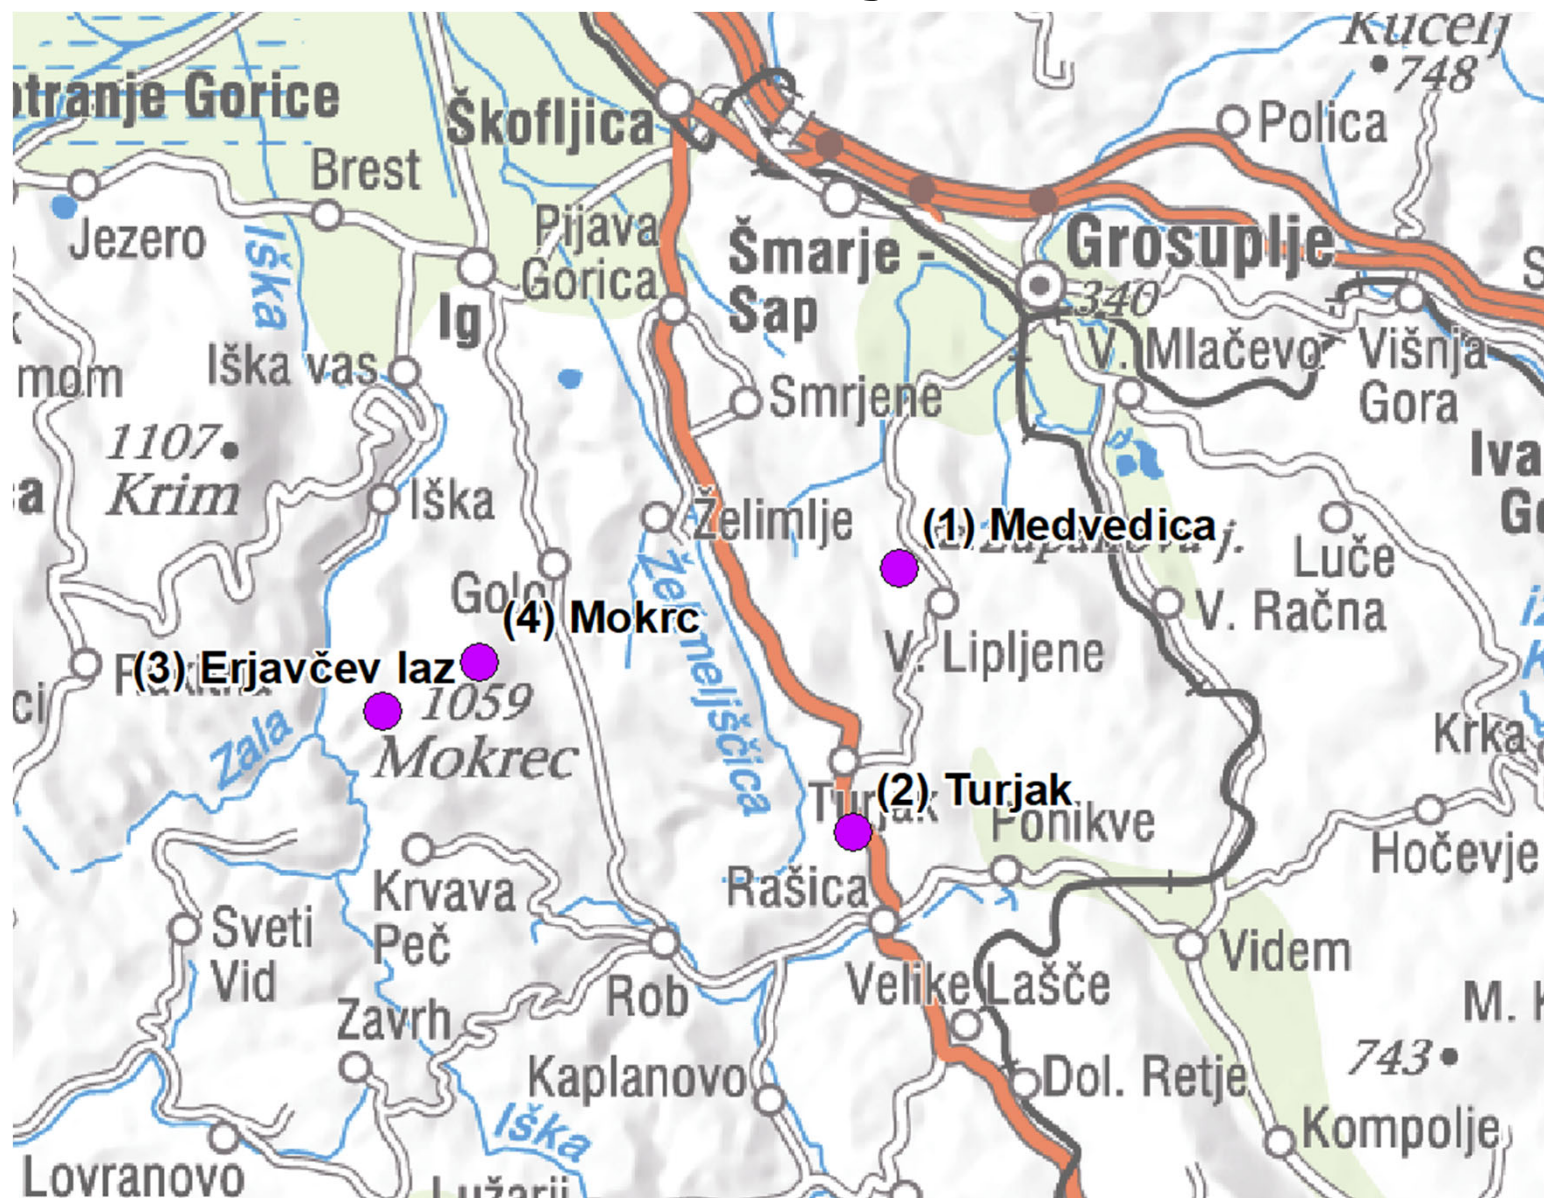 Kucelj
748
tranje Gorice
Škofljica
Polica
Brest
Jezero
Iška
Pijava
Gorica
Šmarje -
Sap
Grosuplje
340
Ig
Iška vas
mom
V. Mlačevo
Višnja
Gora
Smrjene
1107
Krim
Iška
Želimlje
(1) Medvedica
j.
Luče
Golo
(4) Mokrc
Želimeljščica
V. Lipljene
V. Račna
(3) Erjavčev laz
1059
Mokrec
Zala
Krka
Turjak
(2) Turjak
Ponikve
Hočevje
Rašica
Krvava
Peč
Sveti
Vid
Videm
Rob
Velike Lašče
Zavrh
743
Kaplanovo
Dol. Retje
Iška
Kompolje
Lovranovo
Lužarji